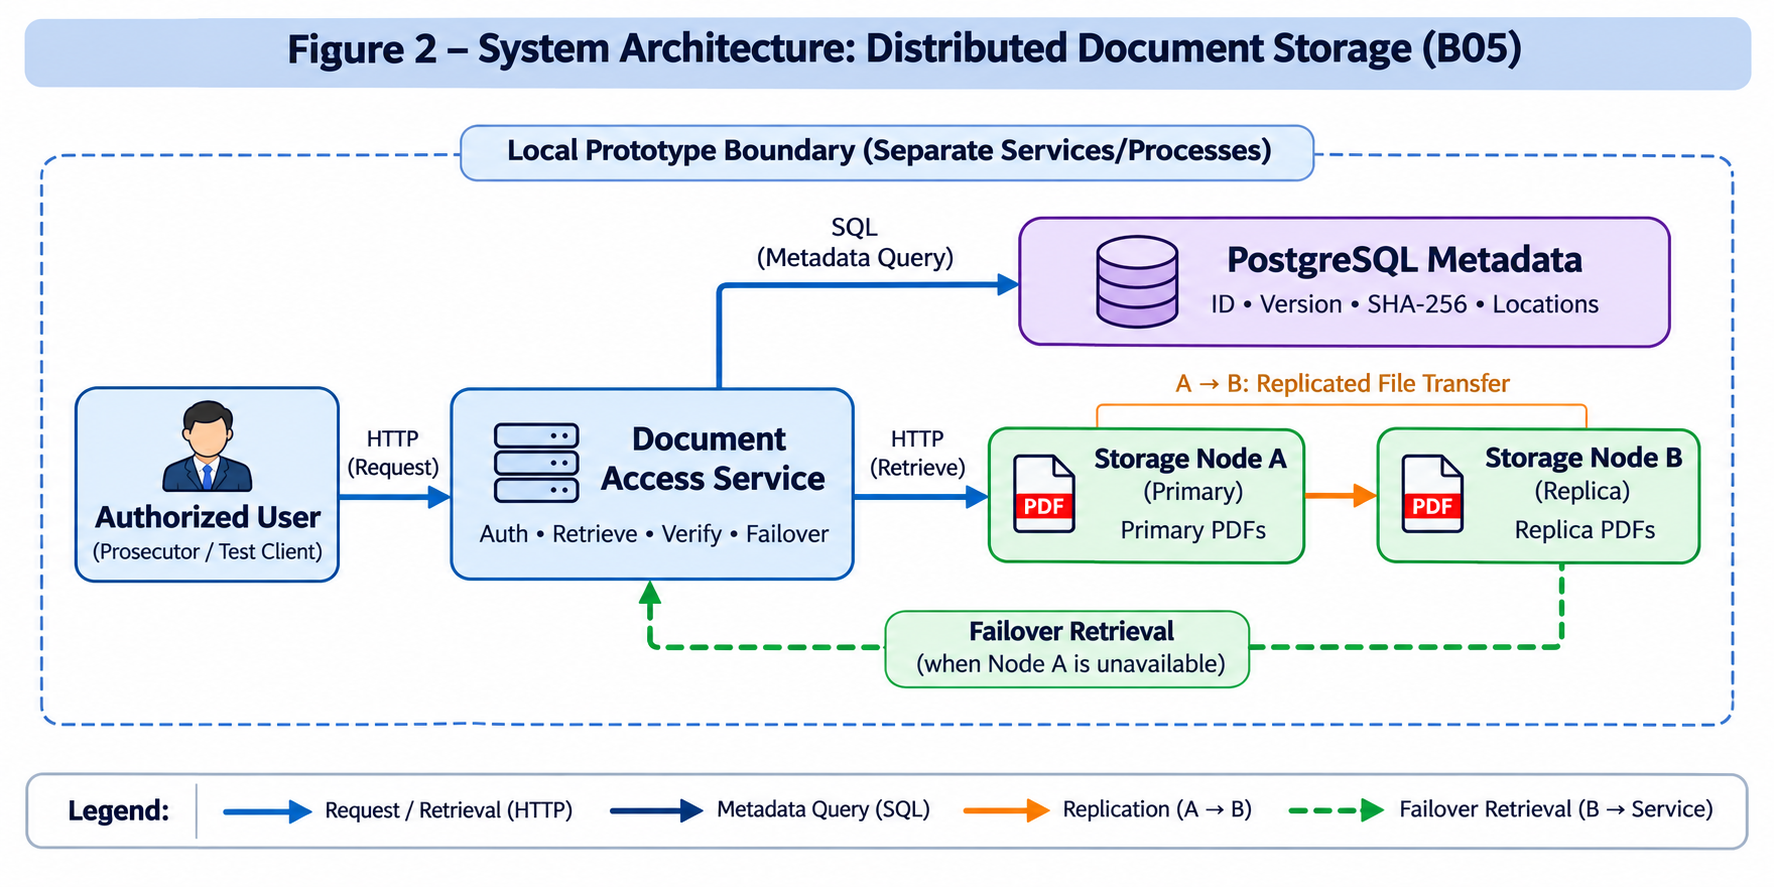 Figure 2 – System Architecture: Distributed Document Storage (B05)
Local Prototype Boundary (Separate Services/Processes)
SQL
(Metadata Query)
PostgreSQL Metadata
ID • Version • SHA-256 • Locations
A → B: Replicated File Transfer
Authorized User
(Prosecutor / Test Client)
HTTP
(Request)
Document
Access Service
Auth • Retrieve • Verify • Failover
HTTP
(Retrieve)
PDF
Storage Node A
(Primary)
Primary PDFs
PDF
Storage Node B
(Replica)
Replica PDFs
Failover Retrieval
(when Node A is unavailable)
Legend:
Request / Retrieval (HTTP)
Metadata Query (SQL)
Replication (A → B)
Failover Retrieval (B → Service)